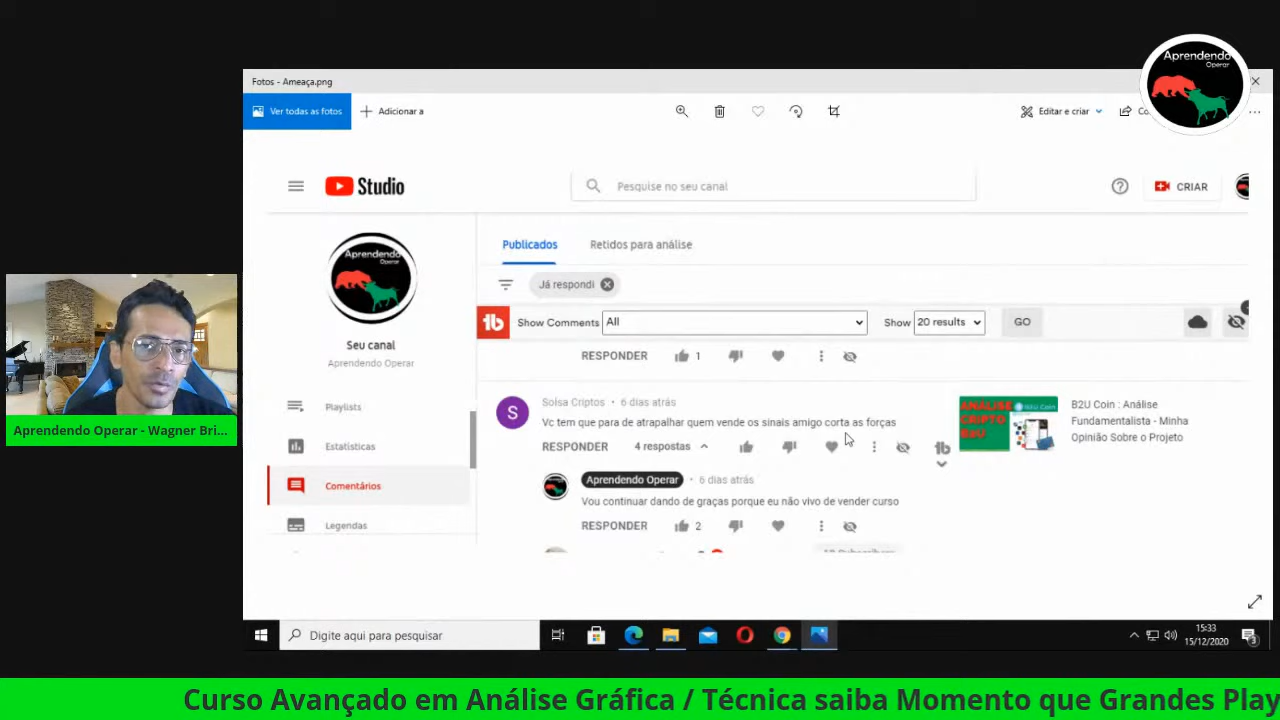 Fotos - Ameaça.png
Aprendendo
Operar
Ver todas as fotos
Adicionar a
Editar e criar
Studio
Pesquise no seu canal
CRIAR
Aprendendo
Operar
Publicados
Retidos para análise
Já respondi
Show Comments
All
Show
20 results
GO
Seu canal
Aprendendo Operar
RESPONDER
1
Playlists
S
Solsa Criptos • 6 dias atrás
Vc tem que para de atrapalhar quem vende os sinais amigo corta as forças
RESPONDER
4 respostas
ANÁLISE
CRIPTO
B2U
B2U Coin
B2U Coin : Análise
Fundamentalista - Minha
Opinião Sobre o Projeto
Estatísticas
Comentários
Legendas
Aprendendo Operar • 6 dias atrás
Vou continuar dando de graças porque eu não vivo de vender curso
RESPONDER
2
Aprendendo Operar - Wagner Bri...
Digite aqui para pesquisar
15:33
15/12/2020
3
Curso Avançado em Análise Gráfica / Técnica saiba Momento que Grandes Play